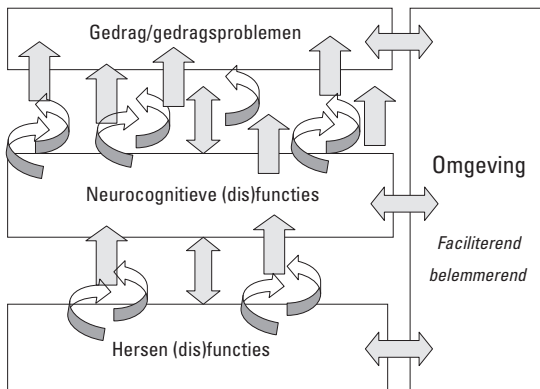 Gedrag/gedragsproblemen
Neurocognitieve (dis)functies
Hersen (dis)functies
Omgeving
Faciliterend
belemmerend